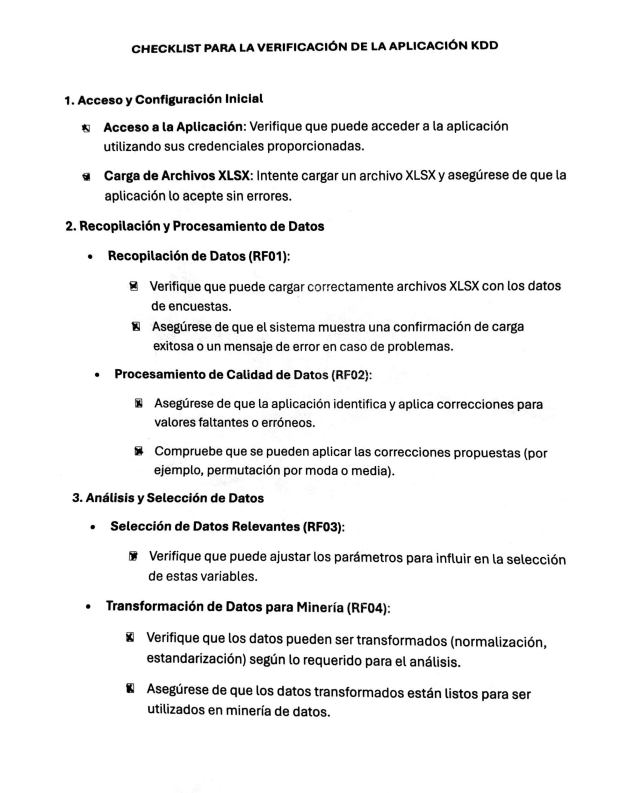 CHECKLIST PARA LA VERIFICACIÓN DE LA APLICACIÓN KDD
1. Acceso y Configuración Inicial
☒ Acceso a la Aplicación: Verifique que puede acceder a la aplicación
utilizando sus credenciales proporcionadas.
☒ Carga de Archivos XLSX: Intente cargar un archivo XLSX y asegúrese de que la
aplicación lo acepte sin errores.
2. Recopilación y Procesamiento de Datos
• Recopilación de Datos (RF01):
☒ Verifique que puede cargar correctamente archivos XLSX con los datos
de encuestas.
☒ Asegúrese de que el sistema muestra una confirmación de carga
exitosa o un mensaje de error en caso de problemas.
• Procesamiento de Calidad de Datos (RF02):
☒ Asegúrese de que la aplicación identifica y aplica correcciones para
valores faltantes o erróneos.
☒ Compruebe que se pueden aplicar las correcciones propuestas (por
ejemplo, permutación por moda o media).
3. Análisis y Selección de Datos
• Selección de Datos Relevantes (RF03):
☒ Verifique que puede ajustar los parámetros para influir en la selección
de estas variables.
• Transformación de Datos para Minería (RF04):
☒ Verifique que los datos pueden ser transformados (normalización,
estandarización) según lo requerido para el análisis.
☒ Asegúrese de que los datos transformados están listos para ser
utilizados en minería de datos.